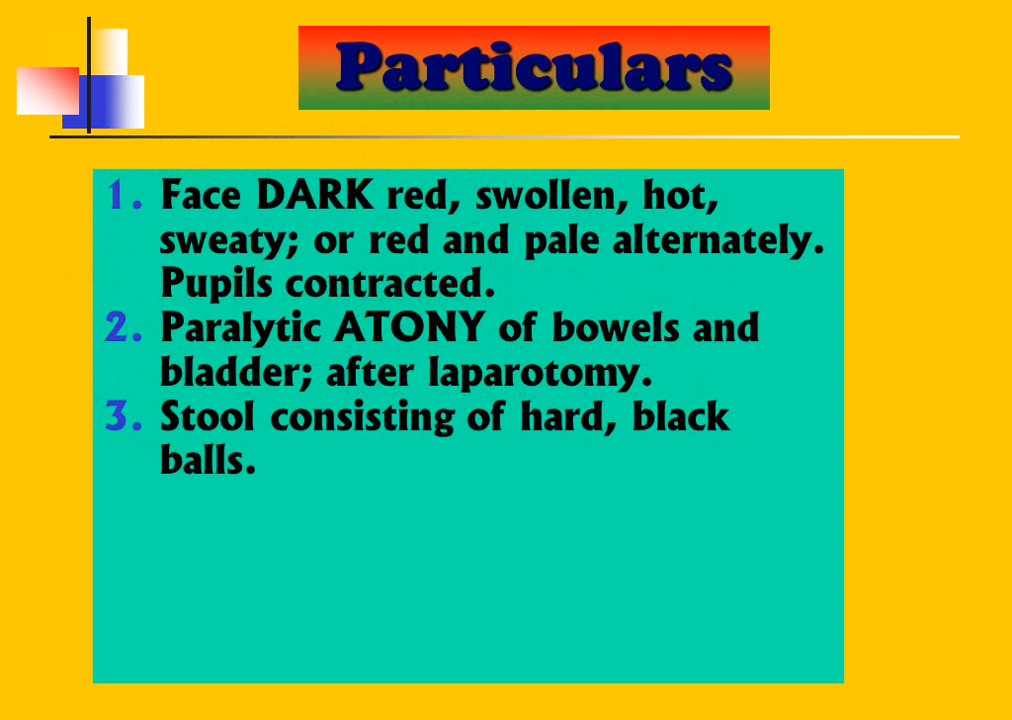 Particulars
1. Face DARK red, swollen, hot,
sweaty; or red and pale alternately.
Pupils contracted.
2. Paralytic ATONY of bowels and
bladder; after laparotomy.
3. Stool consisting of hard, black
balls.